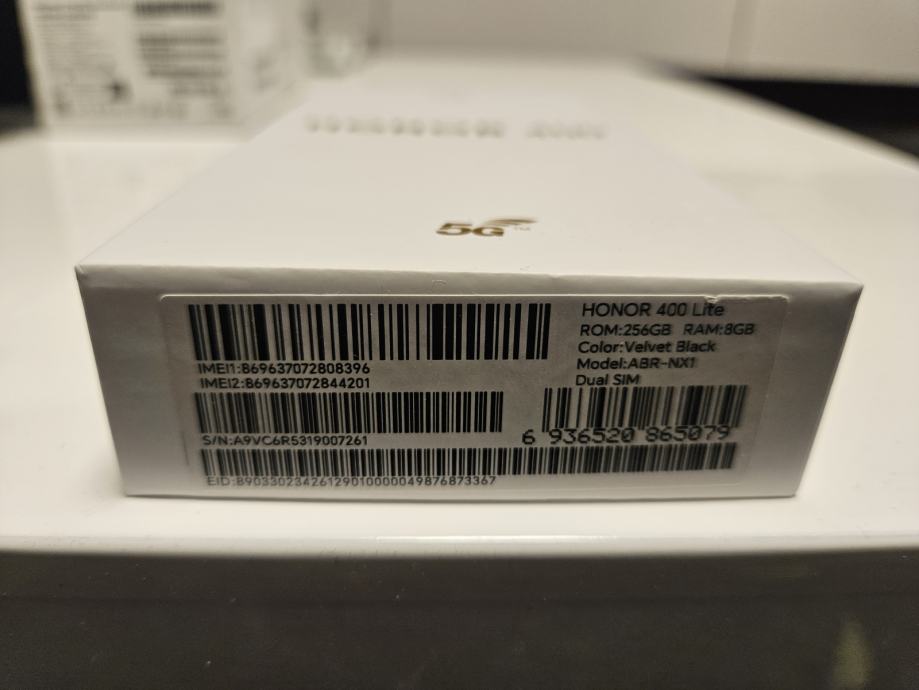 5G™
HONOR 400 Lite
ROM:256GB RAM:8GB
Color:Velvet Black
Model:ABR-NX1
Dual SIM
IMEI1:869637072808396
IMEI2:869637072844201
S/N:A9VC6R5319007261
6 936520 865079
EID:89033023426129010000049876873367